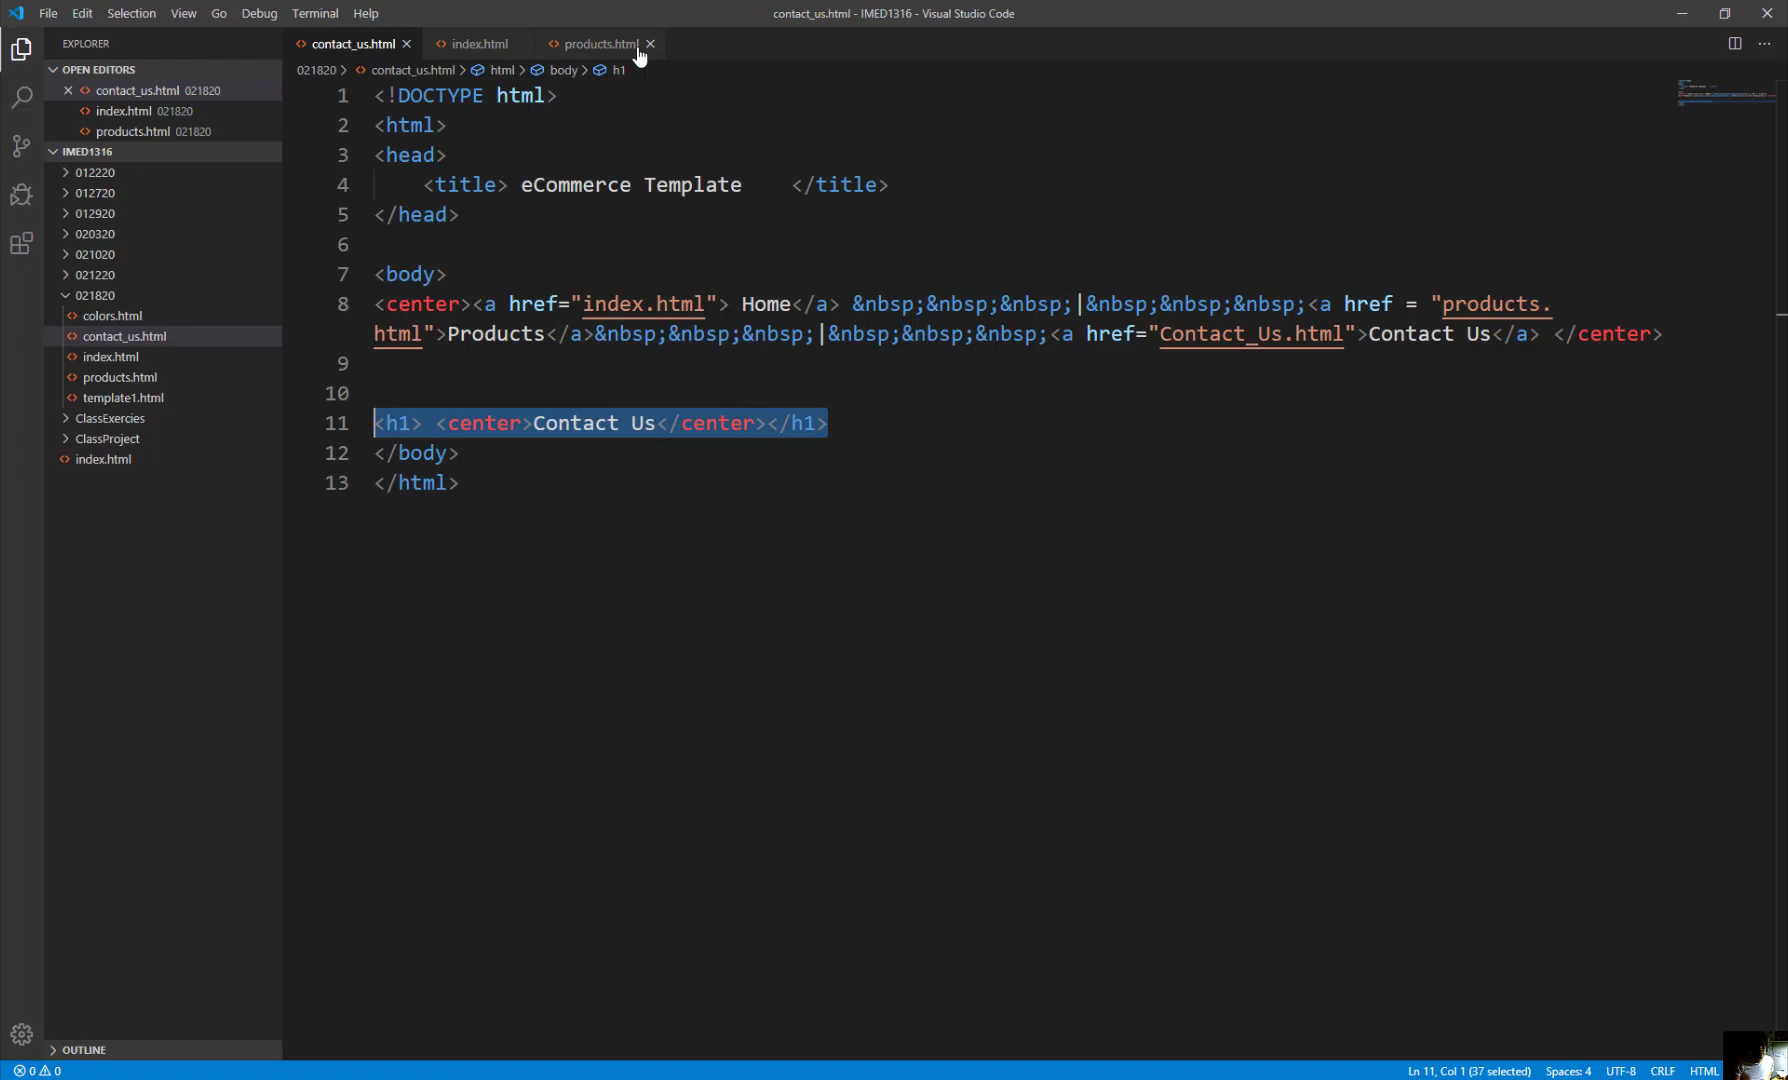 File Edit Selection View Go Debug Terminal Help
contact_us.html - IMED1316 - Visual Studio Code
EXPLORER
OPEN EDITORS
contact_us.html 021820
index.html 021820
products.html 021820
IMED1316
012220
012720
012920
020320
021020
021220
021820
colors.html
contact_us.html
index.html
products.html
template1.html
ClassExercies
ClassProject
index.html
OUTLINE
contact_us.html
index.html
products.html
021820 > contact_us.html > html > body > h1
1 <!DOCTYPE html>
2 <html>
3 <head>
4 <title> eCommerce Template </title>
5 </head>
6
7 <body>
8 <center><a href="index.html"> Home</a> &nbsp;&nbsp;&nbsp;|&nbsp;&nbsp;&nbsp;<a href = "products.
html">Products</a>&nbsp;&nbsp;&nbsp;|&nbsp;&nbsp;&nbsp;<a href="Contact_Us.html">Contact Us</a> </center>
9
10
11 <h1> <center>Contact Us</center></h1>
12 </body>
13 </html>
0 0
Ln 11, Col 1 (37 selected) Spaces: 4 UTF-8 CRLF HTML